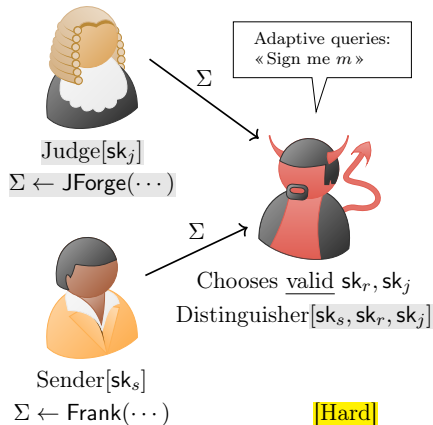 Adaptive queries:
«Sign me m»
Σ
Judge[sk_j]
Σ ← JForge(···)
Σ
Chooses valid sk_r, sk_j
Distinguisher[sk_s, sk_r, sk_j]
Sender[sk_s]
Σ ← Frank(···)
[Hard]